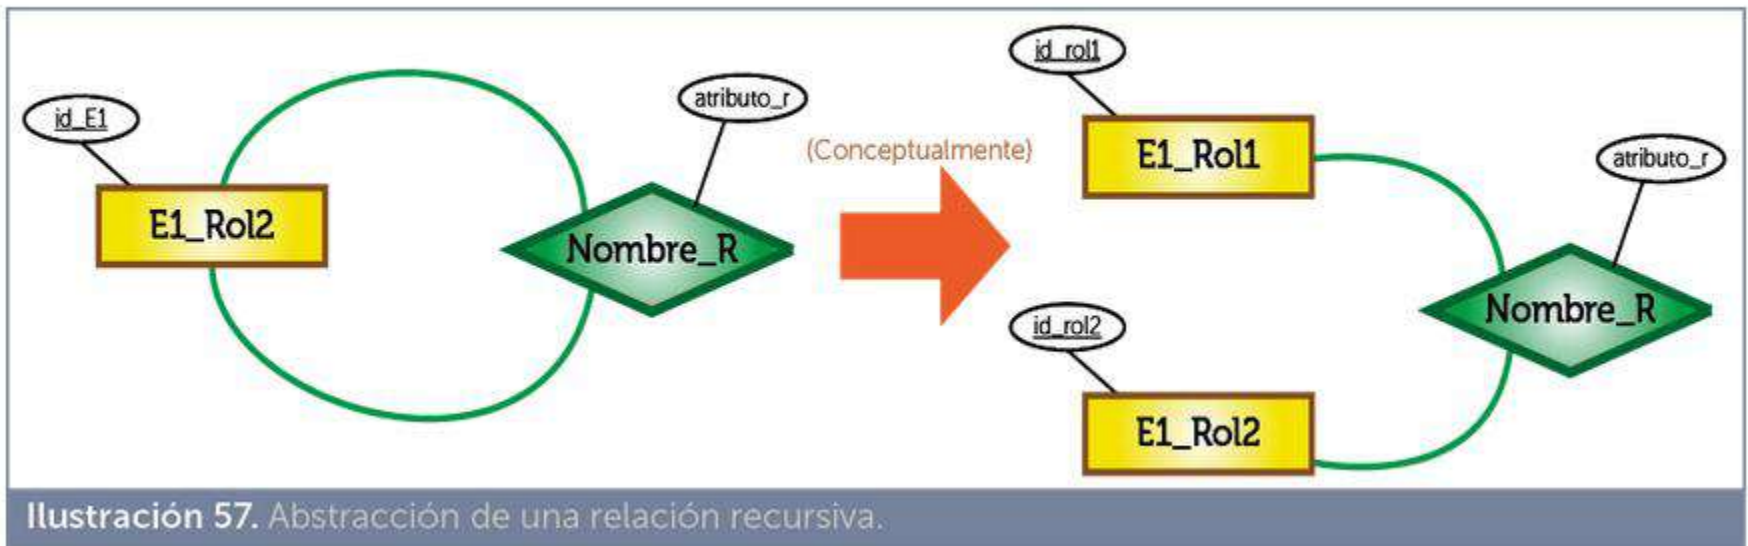 id_E1
E1_Rol2
atributo_r
Nombre_R
(Conceptualmente)
id_rol1
E1_Rol1
atributo_r
Nombre_R
id_rol2
E1_Rol2
Ilustración 57. Abstracción de una relación recursiva.